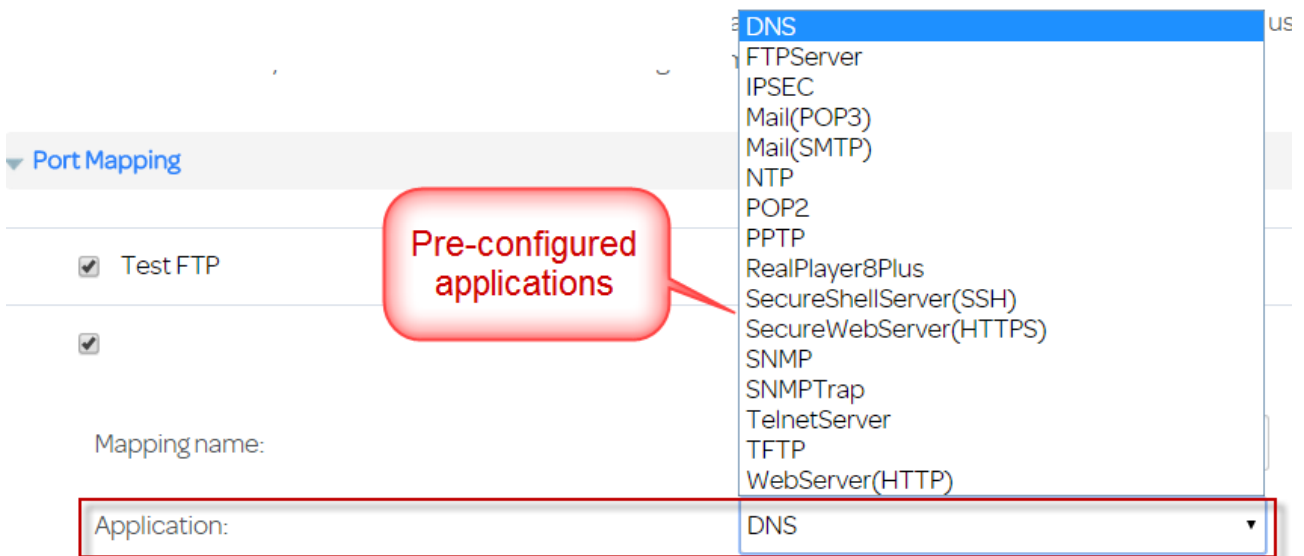 DNS
us
FTPServer
IPSEC
Mail(POP3)
Mail(SMTP)
Port Mapping
NTP
POP2
PPTP
Pre-configured
applications
Test FTP
RealPlayer8Plus
SecureShellServer(SSH)
SecureWebServer(HTTPS)
SNMP
SNMPTrap
TelnetServer
Mapping name:
TFTP
WebServer(HTTP)
Application:
DNS